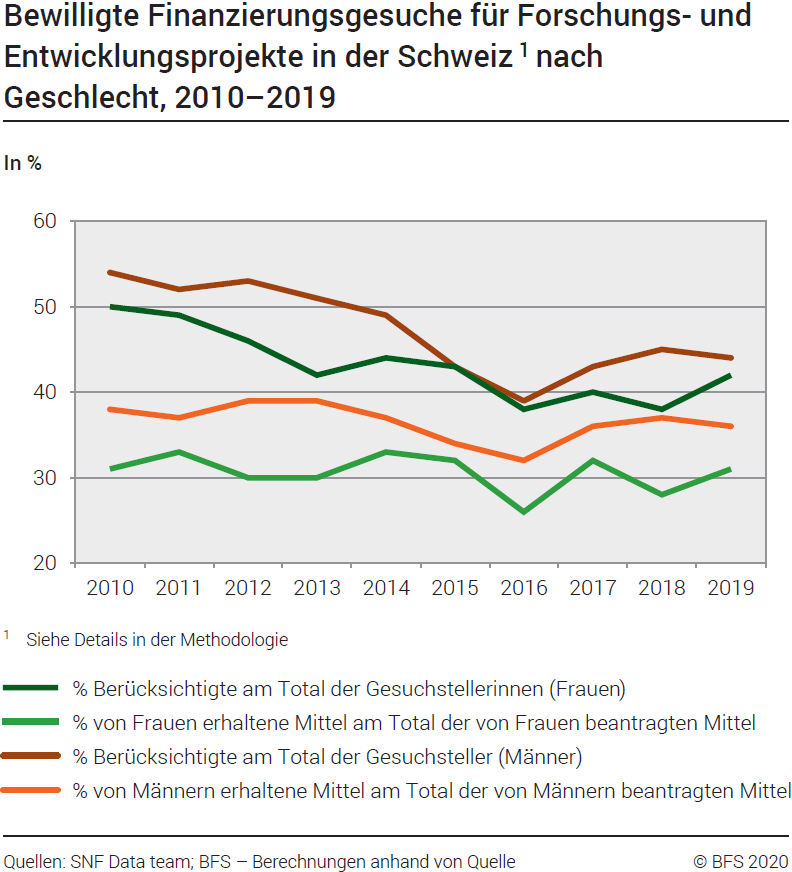 Bewilligte Finanzierungsgesuche für Forschungs- und
Entwicklungsprojekte in der Schweiz ¹ nach
Geschlecht, 2010–2019
In %
60
50
40
30
20
2010 2011 2012 2013 2014 2015 2016 2017 2018 2019
¹ Siehe Details in der Methodologie
% Berücksichtigte am Total der Gesuchstellerinnen (Frauen)
% von Frauen erhaltene Mittel am Total der von Frauen beantragten Mittel
% Berücksichtigte am Total der Gesuchsteller (Männer)
% von Männern erhaltene Mittel am Total der von Männern beantragten Mittel
Quellen: SNF Data team; BFS – Berechnungen anhand von Quelle © BFS 2020